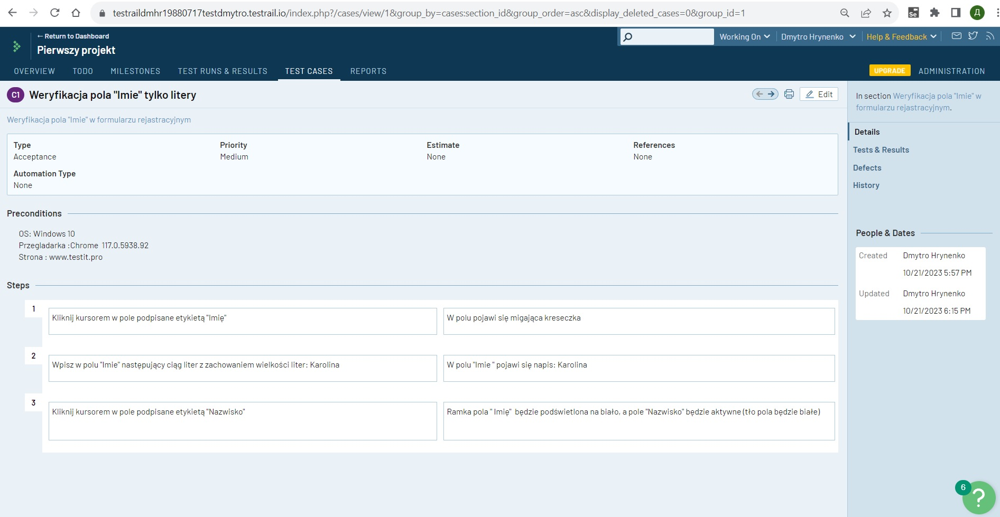 testraildmhr19880717testdmytro.testrail.io/index.php?/cases/view/1&group_by=cases:section_id&group_order=asc&display_deleted_cases=0&group_id=1
Se
Д
← Return to Dashboard
Pierwszy projekt
Working On
Dmytro Hrynenko
Help & Feedback
OVERVIEW
TODO
MILESTONES
TEST RUNS & RESULTS
TEST CASES
REPORTS
UPGRADE
ADMINISTRATION
C1
Weryfikacja pola "Imie" tylko litery
Edit
Weryfikacja pola "Imie" w formularzu rejastracyjnym
Type
Acceptance
Priority
Medium
Estimate
None
References
None
Automation Type
None
Preconditions
OS: Windows 10
Przegladarka :Chrome 117.0.5938.92
Strona : www.testit.pro
Steps
1
Kliknij kursorem w pole podpisane etykietą "Imię"
W polu pojawi się migająca kreseczka
2
Wpisz w polu "Imie" następujący ciąg liter z zachowaniem wielkości liter: Karolina
W polu "Imie " pojawi się napis: Karolina
3
Kliknij kursorem w pole podpisane etykietą "Nazwisko"
Ramka pola " Imię" będzie podświetlona na biało, a pole "Nazwisko" będzie aktywne (tło pola będzie białe)
In section Weryfikacja pola "Imie" w
formularzu rejastracyjnym.
Details
Tests & Results
Defects
History
People & Dates
Created
Dmytro Hrynenko
10/21/2023 5:57 PM
Updated
Dmytro Hrynenko
10/21/2023 6:15 PM
6
?